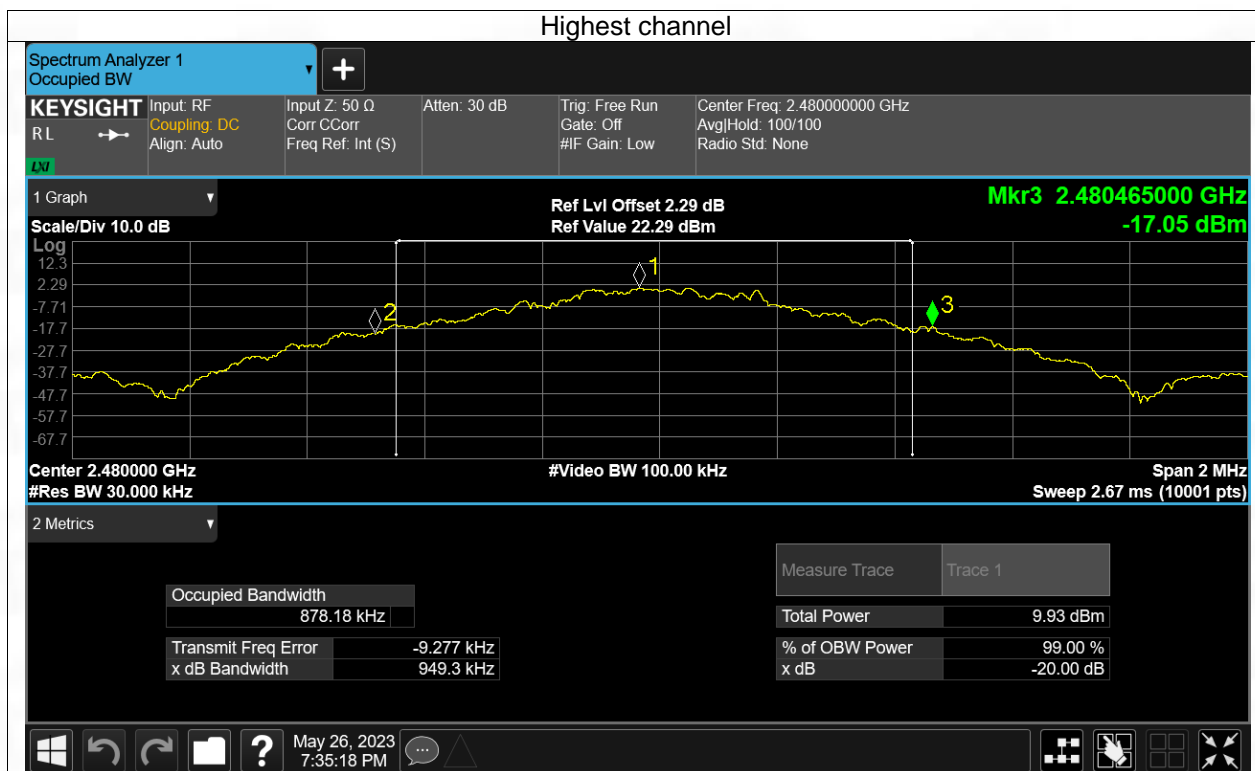 Highest channel
Spectrum Analyzer 1
Occupied BW
+
KEYSIGHT
R L
LXI
Input: RF
Coupling: DC
Align: Auto
Input Z: 50 Ω
Corr CCorr
Freq Ref: Int (S)
Atten: 30 dB
Trig: Free Run
Gate: Off
#IF Gain: Low
Center Freq: 2.480000000 GHz
Avg|Hold: 100/100
Radio Std: None
1 Graph
Scale/Div 10.0 dB
Ref Lvl Offset 2.29 dB
Ref Value 22.29 dBm
Mkr3 2.480465000 GHz
-17.05 dBm
Log
12.3
2.29
-7.71
-17.7
-27.7
-37.7
-47.7
-57.7
-67.7
1
2
3
Center 2.480000 GHz
#Res BW 30.000 kHz
#Video BW 100.00 kHz
Span 2 MHz
Sweep 2.67 ms (10001 pts)
2 Metrics
Measure Trace Trace 1
Occupied Bandwidth
878.18 kHz
Total Power 9.93 dBm
Transmit Freq Error -9.277 kHz
% of OBW Power 99.00 %
x dB Bandwidth 949.3 kHz
x dB -20.00 dB
?
May 26, 2023
7:35:18 PM